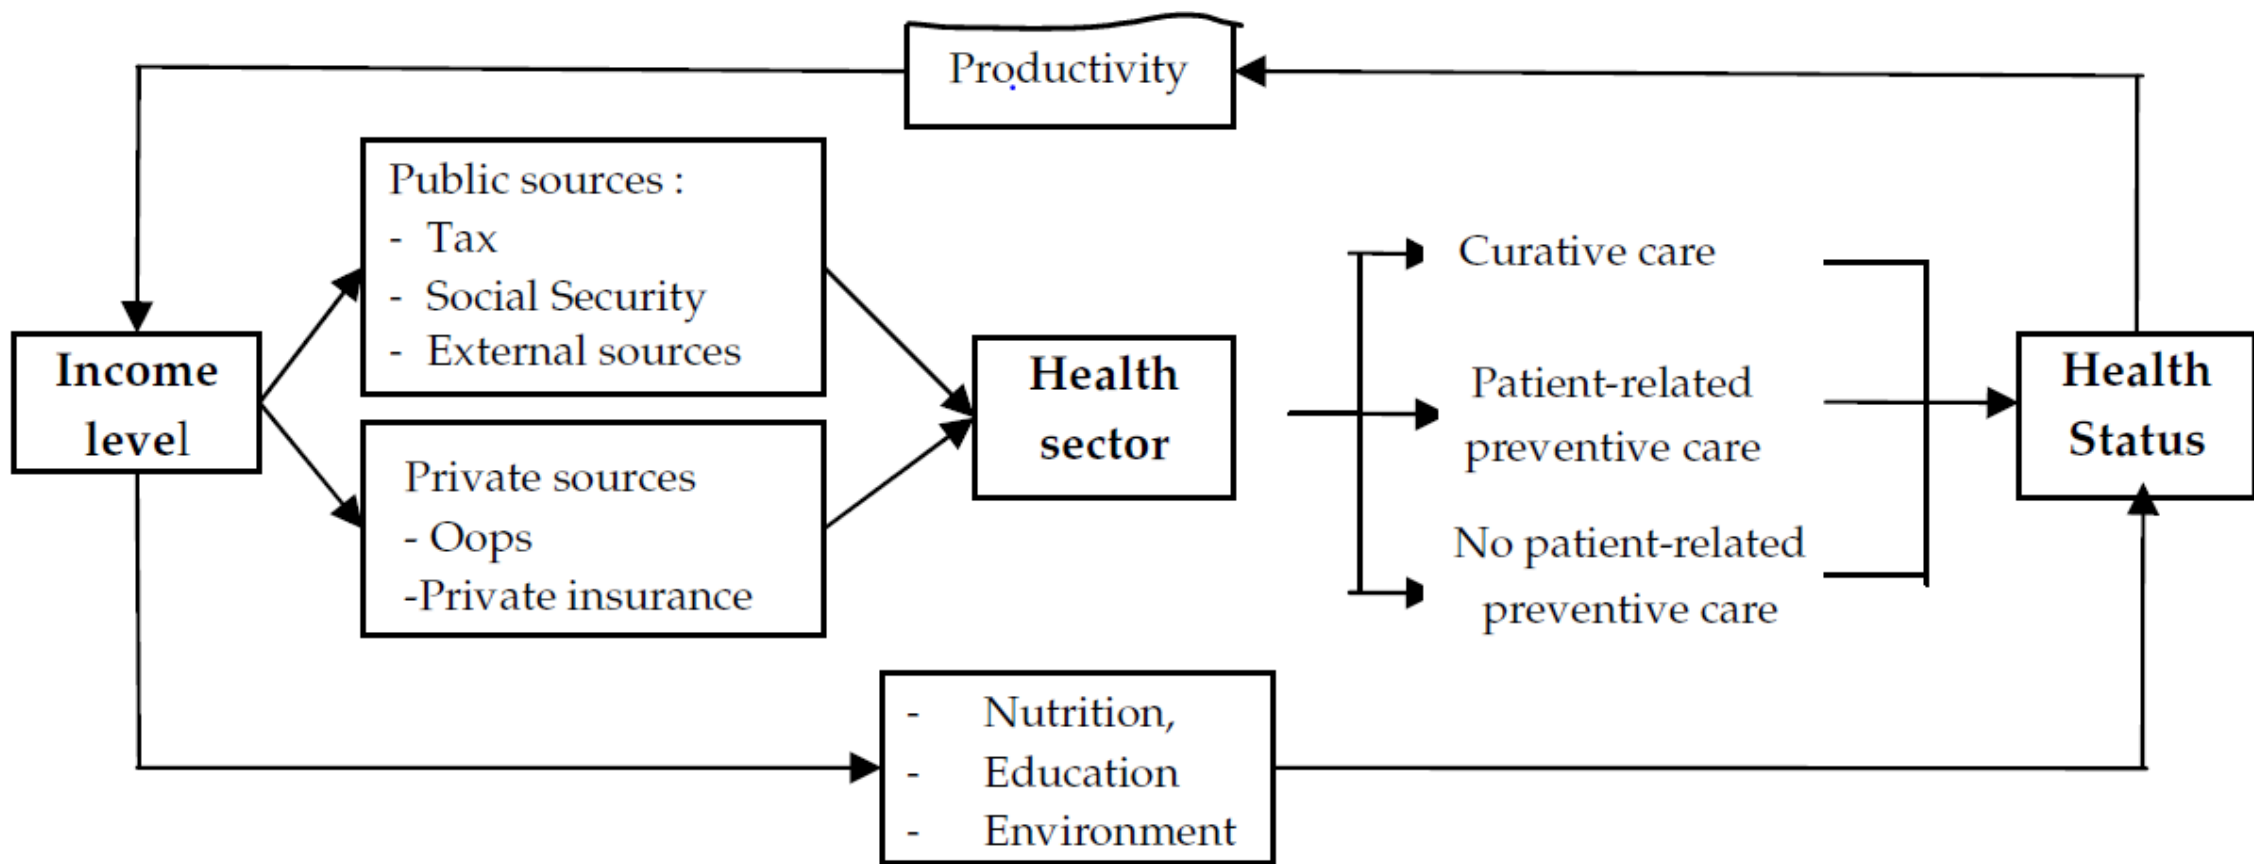 Productivity
Public sources :
- Tax
- Social Security
- External sources
Income
level
Private sources
- Oops
-Private insurance
Health
sector
Curative care
Patient-related
preventive care
No patient-related
preventive care
Health
Status
- Nutrition,
- Education
- Environment